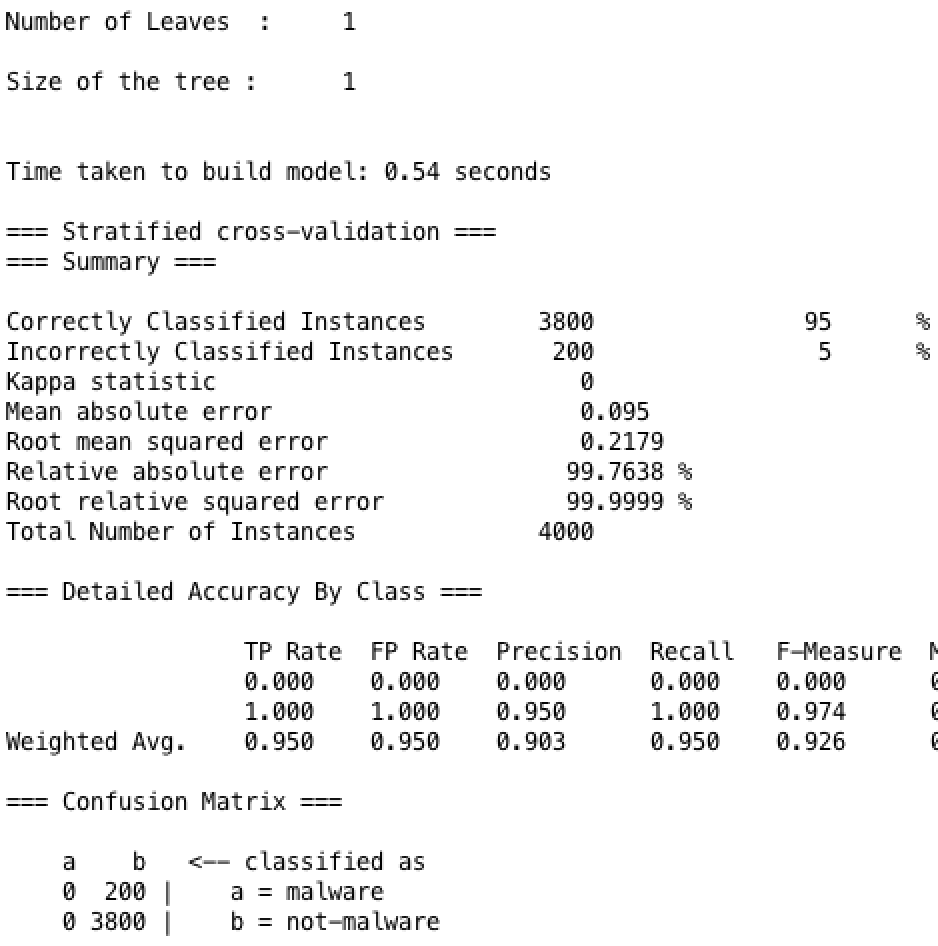 Number of Leaves  :     1
Size of the tree :      1
Time taken to build model: 0.54 seconds
=== Stratified cross-validation ===
=== Summary ===
Correctly Classified Instances        3800               95      %
Incorrectly Classified Instances       200                5      %
Kappa statistic                          0
Mean absolute error                      0.095
Root mean squared error                  0.2179
Relative absolute error                 99.7638 %
Root relative squared error             99.9999 %
Total Number of Instances             4000
=== Detailed Accuracy By Class ===
                 TP Rate  FP Rate  Precision  Recall   F-Measure
                 0.000    0.000    0.000      0.000    0.000
                 1.000    1.000    0.950      1.000    0.974
Weighted Avg.    0.950    0.950    0.903      0.950    0.926
=== Confusion Matrix ===
    a    b   <-- classified as
    0  200 |    a = malware
    0 3800 |    b = not-malware